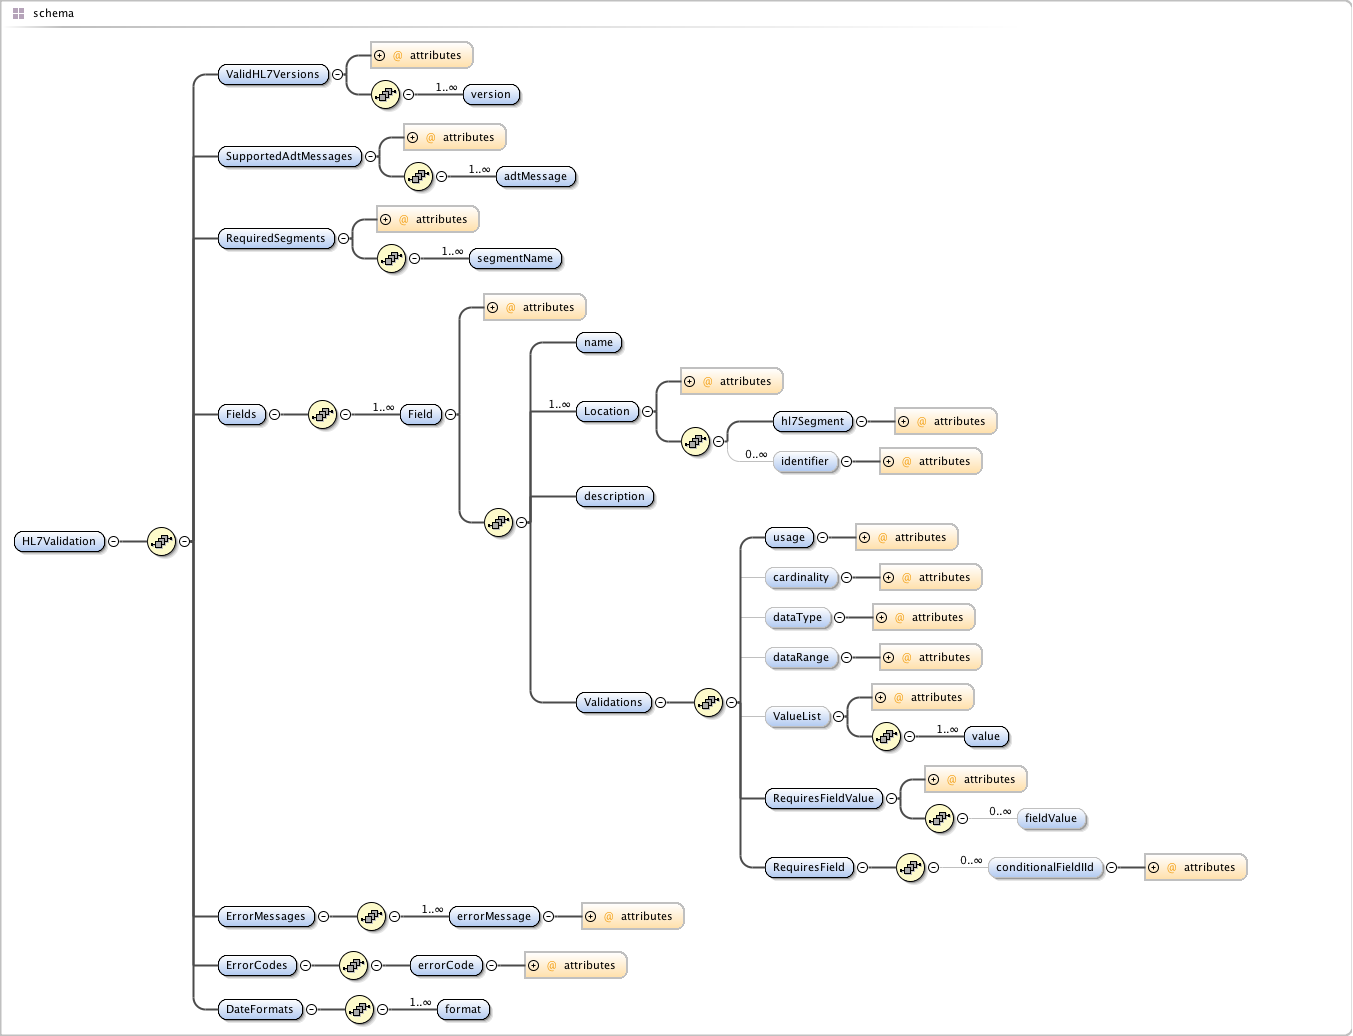 schema
@ attributes
ValidHL7Versions
1..∞ version
@ attributes
SupportedAdtMessages
1..∞ adtMessage
@ attributes
RequiredSegments
1..∞ segmentName
@ attributes
name
@ attributes
Fields 1..∞ Field
1..∞ Location
hl7Segment @ attributes
0..∞ identifier @ attributes
description
HL7Validation
usage @ attributes
cardinality @ attributes
dataType @ attributes
dataRange @ attributes
@ attributes
Validations
ValueList
1..∞ value
@ attributes
RequiresFieldValue
0..∞ fieldValue
RequiresField 0..∞ conditionalFieldIId @ attributes
ErrorMessages 1..∞ errorMessage @ attributes
ErrorCodes errorCode @ attributes
DateFormats 1..∞ format